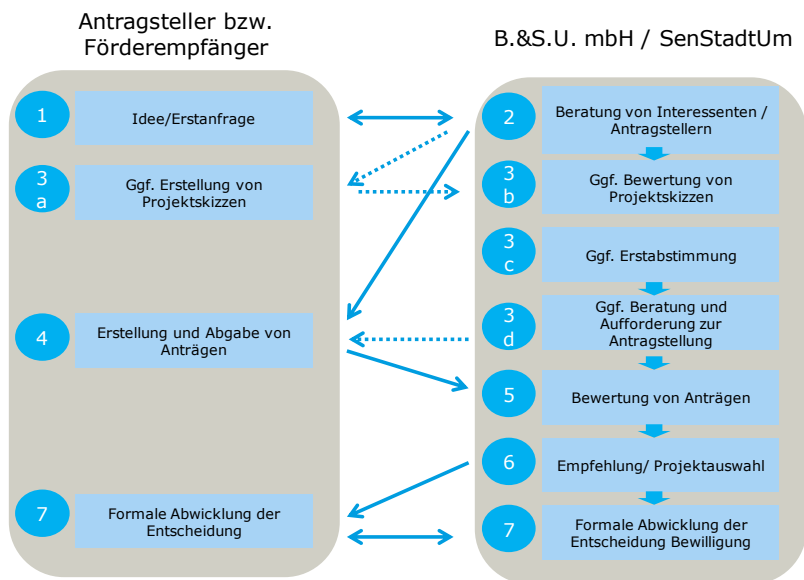 Antragsteller bzw.
Förderempfänger
B.&S.U. mbH / SenStadtUm
1
Idee/Erstanfrage
2
Beratung von Interessenten /
Antragstellern
3
a
Ggf. Erstellung von
Projektskizzen
3
b
Ggf. Bewertung von
Projektskizzen
3
c
Ggf. Erstabstimmung
3
d
Ggf. Beratung und
Aufforderung zur
Antragstellung
4
Erstellung und Abgabe von
Anträgen
5
Bewertung von Anträgen
6
Empfehlung/ Projektauswahl
7
Formale Abwicklung der
Entscheidung
7
Formale Abwicklung der
Entscheidung Bewilligung